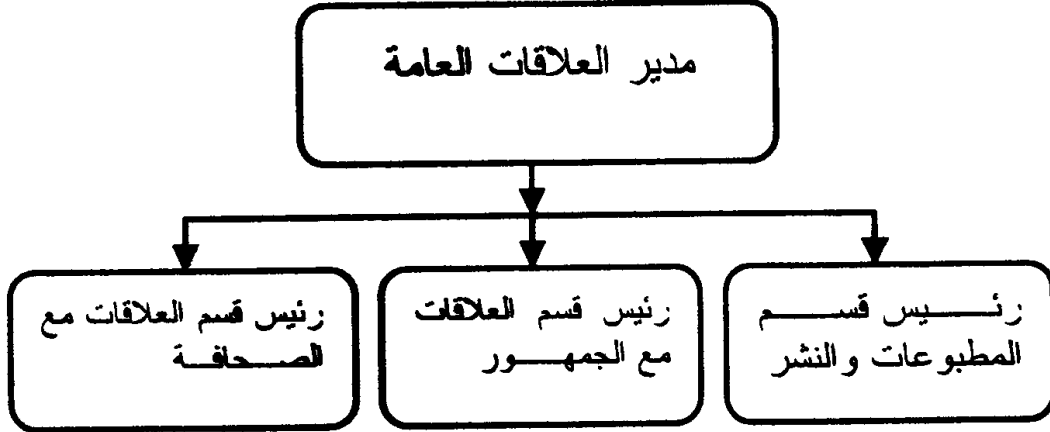 مدير العلاقات العامة
رئيس قسم
المطبوعات والنشر
رئيس قسم العلاقات
مع الجمهور
رئيس قسم العلاقات مع
الصحافة